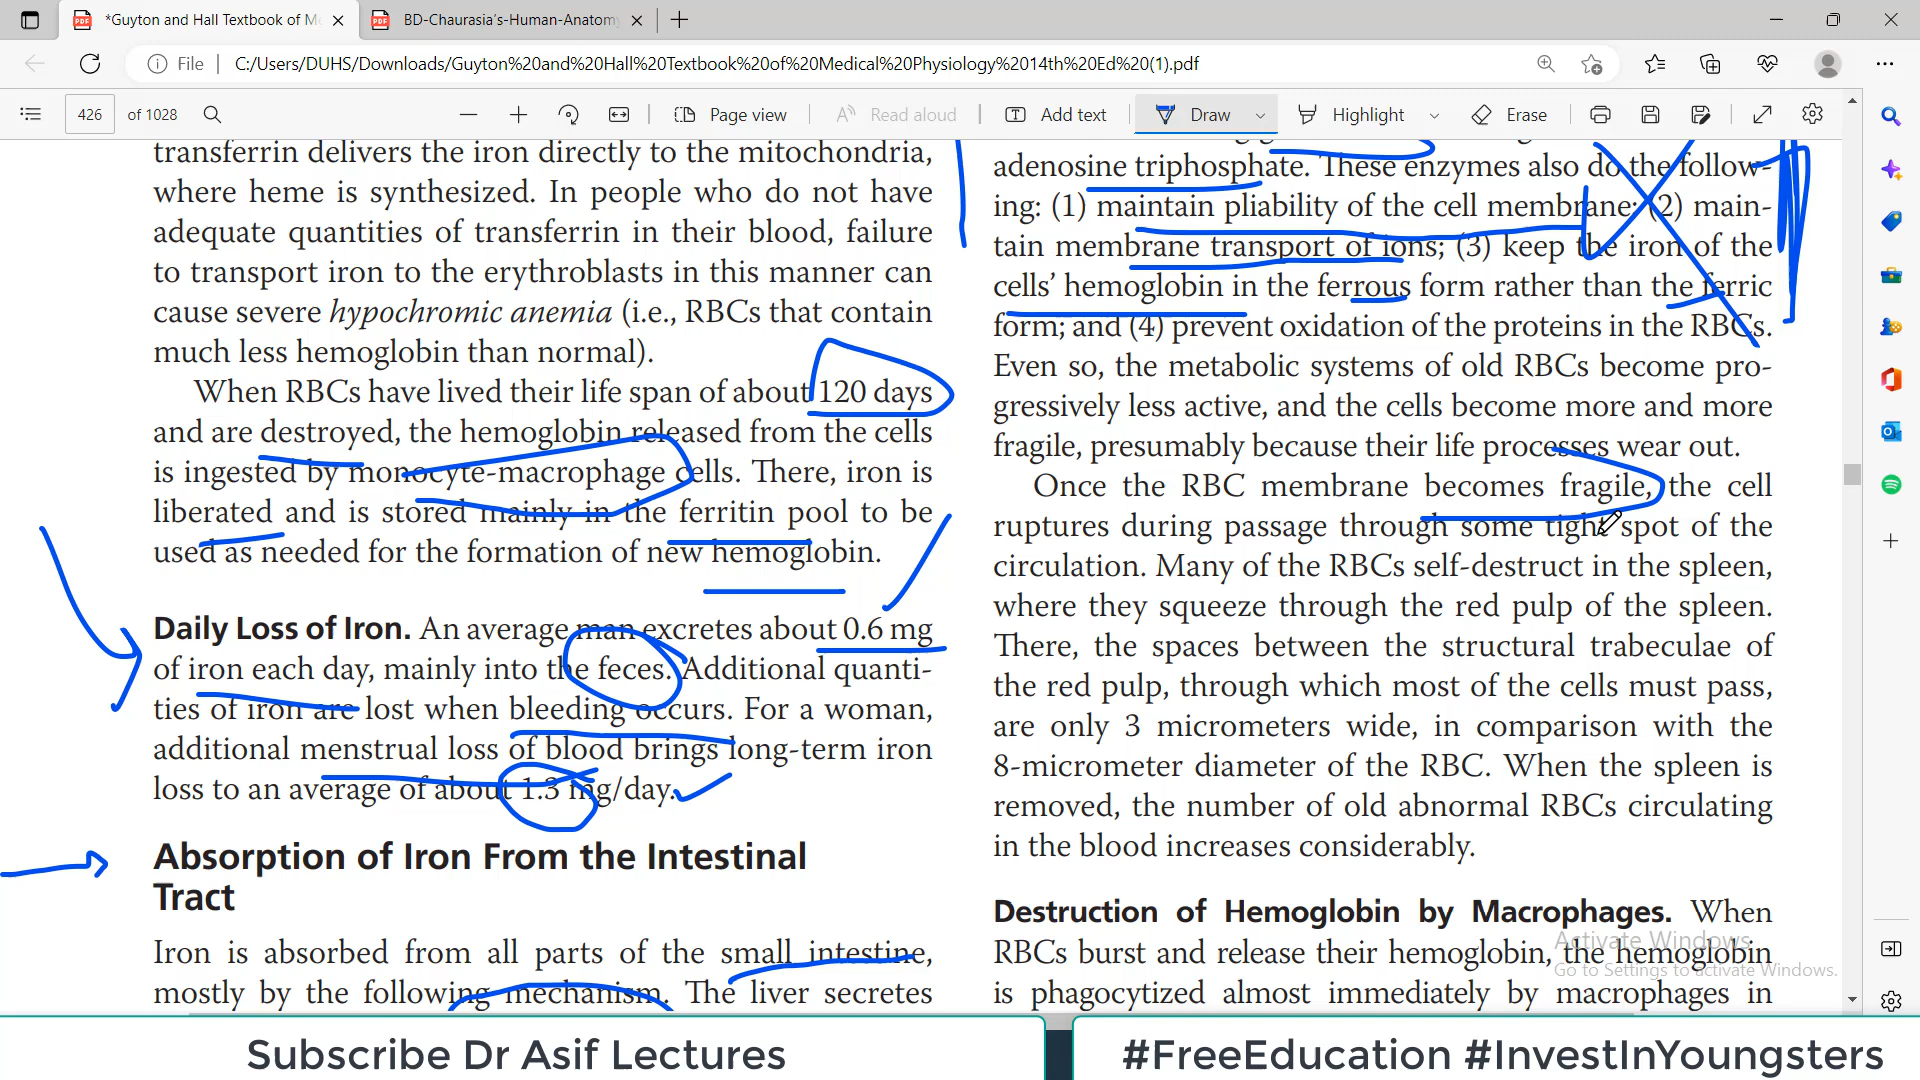 *Guyton and Hall Textbook of M
BD-Chaurasia's-Human-Anatomy
File
C:/Users/DUHS/Downloads/Guyton%20and%20Hall%20Textbook%20of%20Medical%20Physiology%2014th%20Ed%20(1).pdf
426 of 1028
Page view
Read aloud
Add text
Draw
Highlight
Erase
transferrin delivers the iron directly to the mitochondria,
where heme is synthesized. In people who do not have
adequate quantities of transferrin in their blood, failure
to transport iron to the erythroblasts in this manner can
cause severe hypochromic anemia (i.e., RBCs that contain
much less hemoglobin than normal).
When RBCs have lived their life span of about 120 days
and are destroyed, the hemoglobin released from the cells
is ingested by monocyte-macrophage cells. There, iron is
liberated and is stored mainly in the ferritin pool to be
used as needed for the formation of new hemoglobin.
Daily Loss of Iron. An average man excretes about 0.6 mg
of iron each day, mainly into the feces. Additional quanti-
ties of iron are lost when bleeding occurs. For a woman,
additional menstrual loss of blood brings long-term iron
loss to an average of about 1.3 mg/day.
Absorption of Iron From the Intestinal
Tract
Iron is absorbed from all parts of the small intestine,
mostly by the following mechanism. The liver secretes
adenosine triphosphate. These enzymes also do the follow-
ing: (1) maintain pliability of the cell membrane; (2) main-
tain membrane transport of ions; (3) keep the iron of the
cells' hemoglobin in the ferrous form rather than the ferric
form; and (4) prevent oxidation of the proteins in the RBCs.
Even so, the metabolic systems of old RBCs become pro-
gressively less active, and the cells become more and more
fragile, presumably because their life processes wear out.
Once the RBC membrane becomes fragile, the cell
ruptures during passage through some tight spot of the
circulation. Many of the RBCs self-destruct in the spleen,
where they squeeze through the red pulp of the spleen.
There, the spaces between the structural trabeculae of
the red pulp, through which most of the cells must pass,
are only 3 micrometers wide, in comparison with the
8-micrometer diameter of the RBC. When the spleen is
removed, the number of old abnormal RBCs circulating
in the blood increases considerably.
Destruction of Hemoglobin by Macrophages. When
RBCs burst and release their hemoglobin, the hemoglobin
is phagocytized almost immediately by macrophages in
Activate Windows
Go to Settings to activate Windows.
Subscribe Dr Asif Lectures
#FreeEducation #InvestInYoungsters